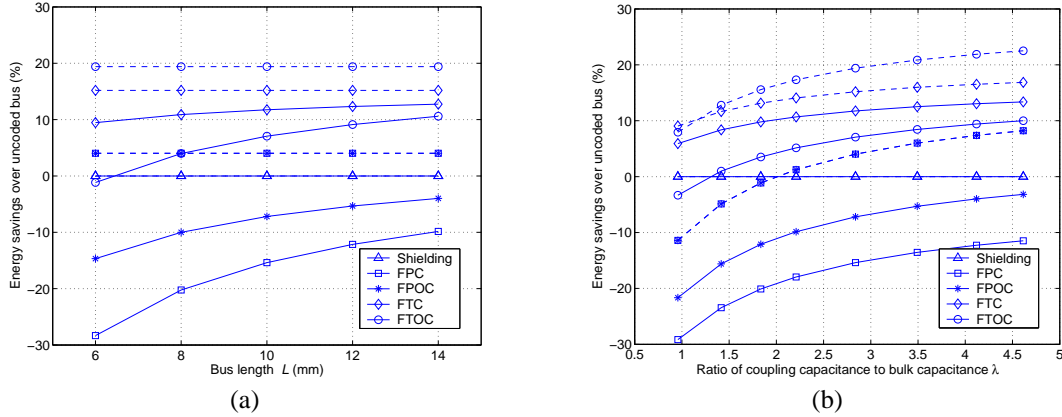 Energy savings over uncoded bus (%)
30
20
10
0
−10
−20
−30
6
8
10
12
14
Bus length L (mm)
Shielding
FPC
FPOC
FTC
FTOC
(a)
Energy savings over uncoded bus (%)
30
20
10
0
−10
−20
−30
0.5
1
1.5
2
2.5
3
3.5
4
4.5
5
Ratio of coupling capacitance to bulk capacitance λ
Shielding
FPC
FPOC
FTC
FTOC
(b)